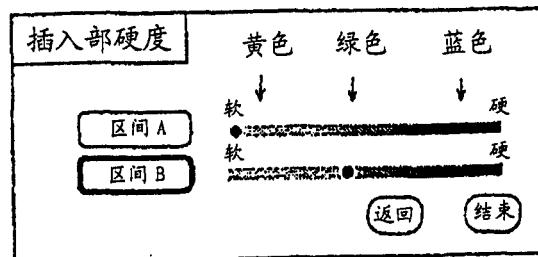 插入部硬度
黄色 绿色 蓝色
软 硬
区间 A
软 硬
区间 B
返回 结束